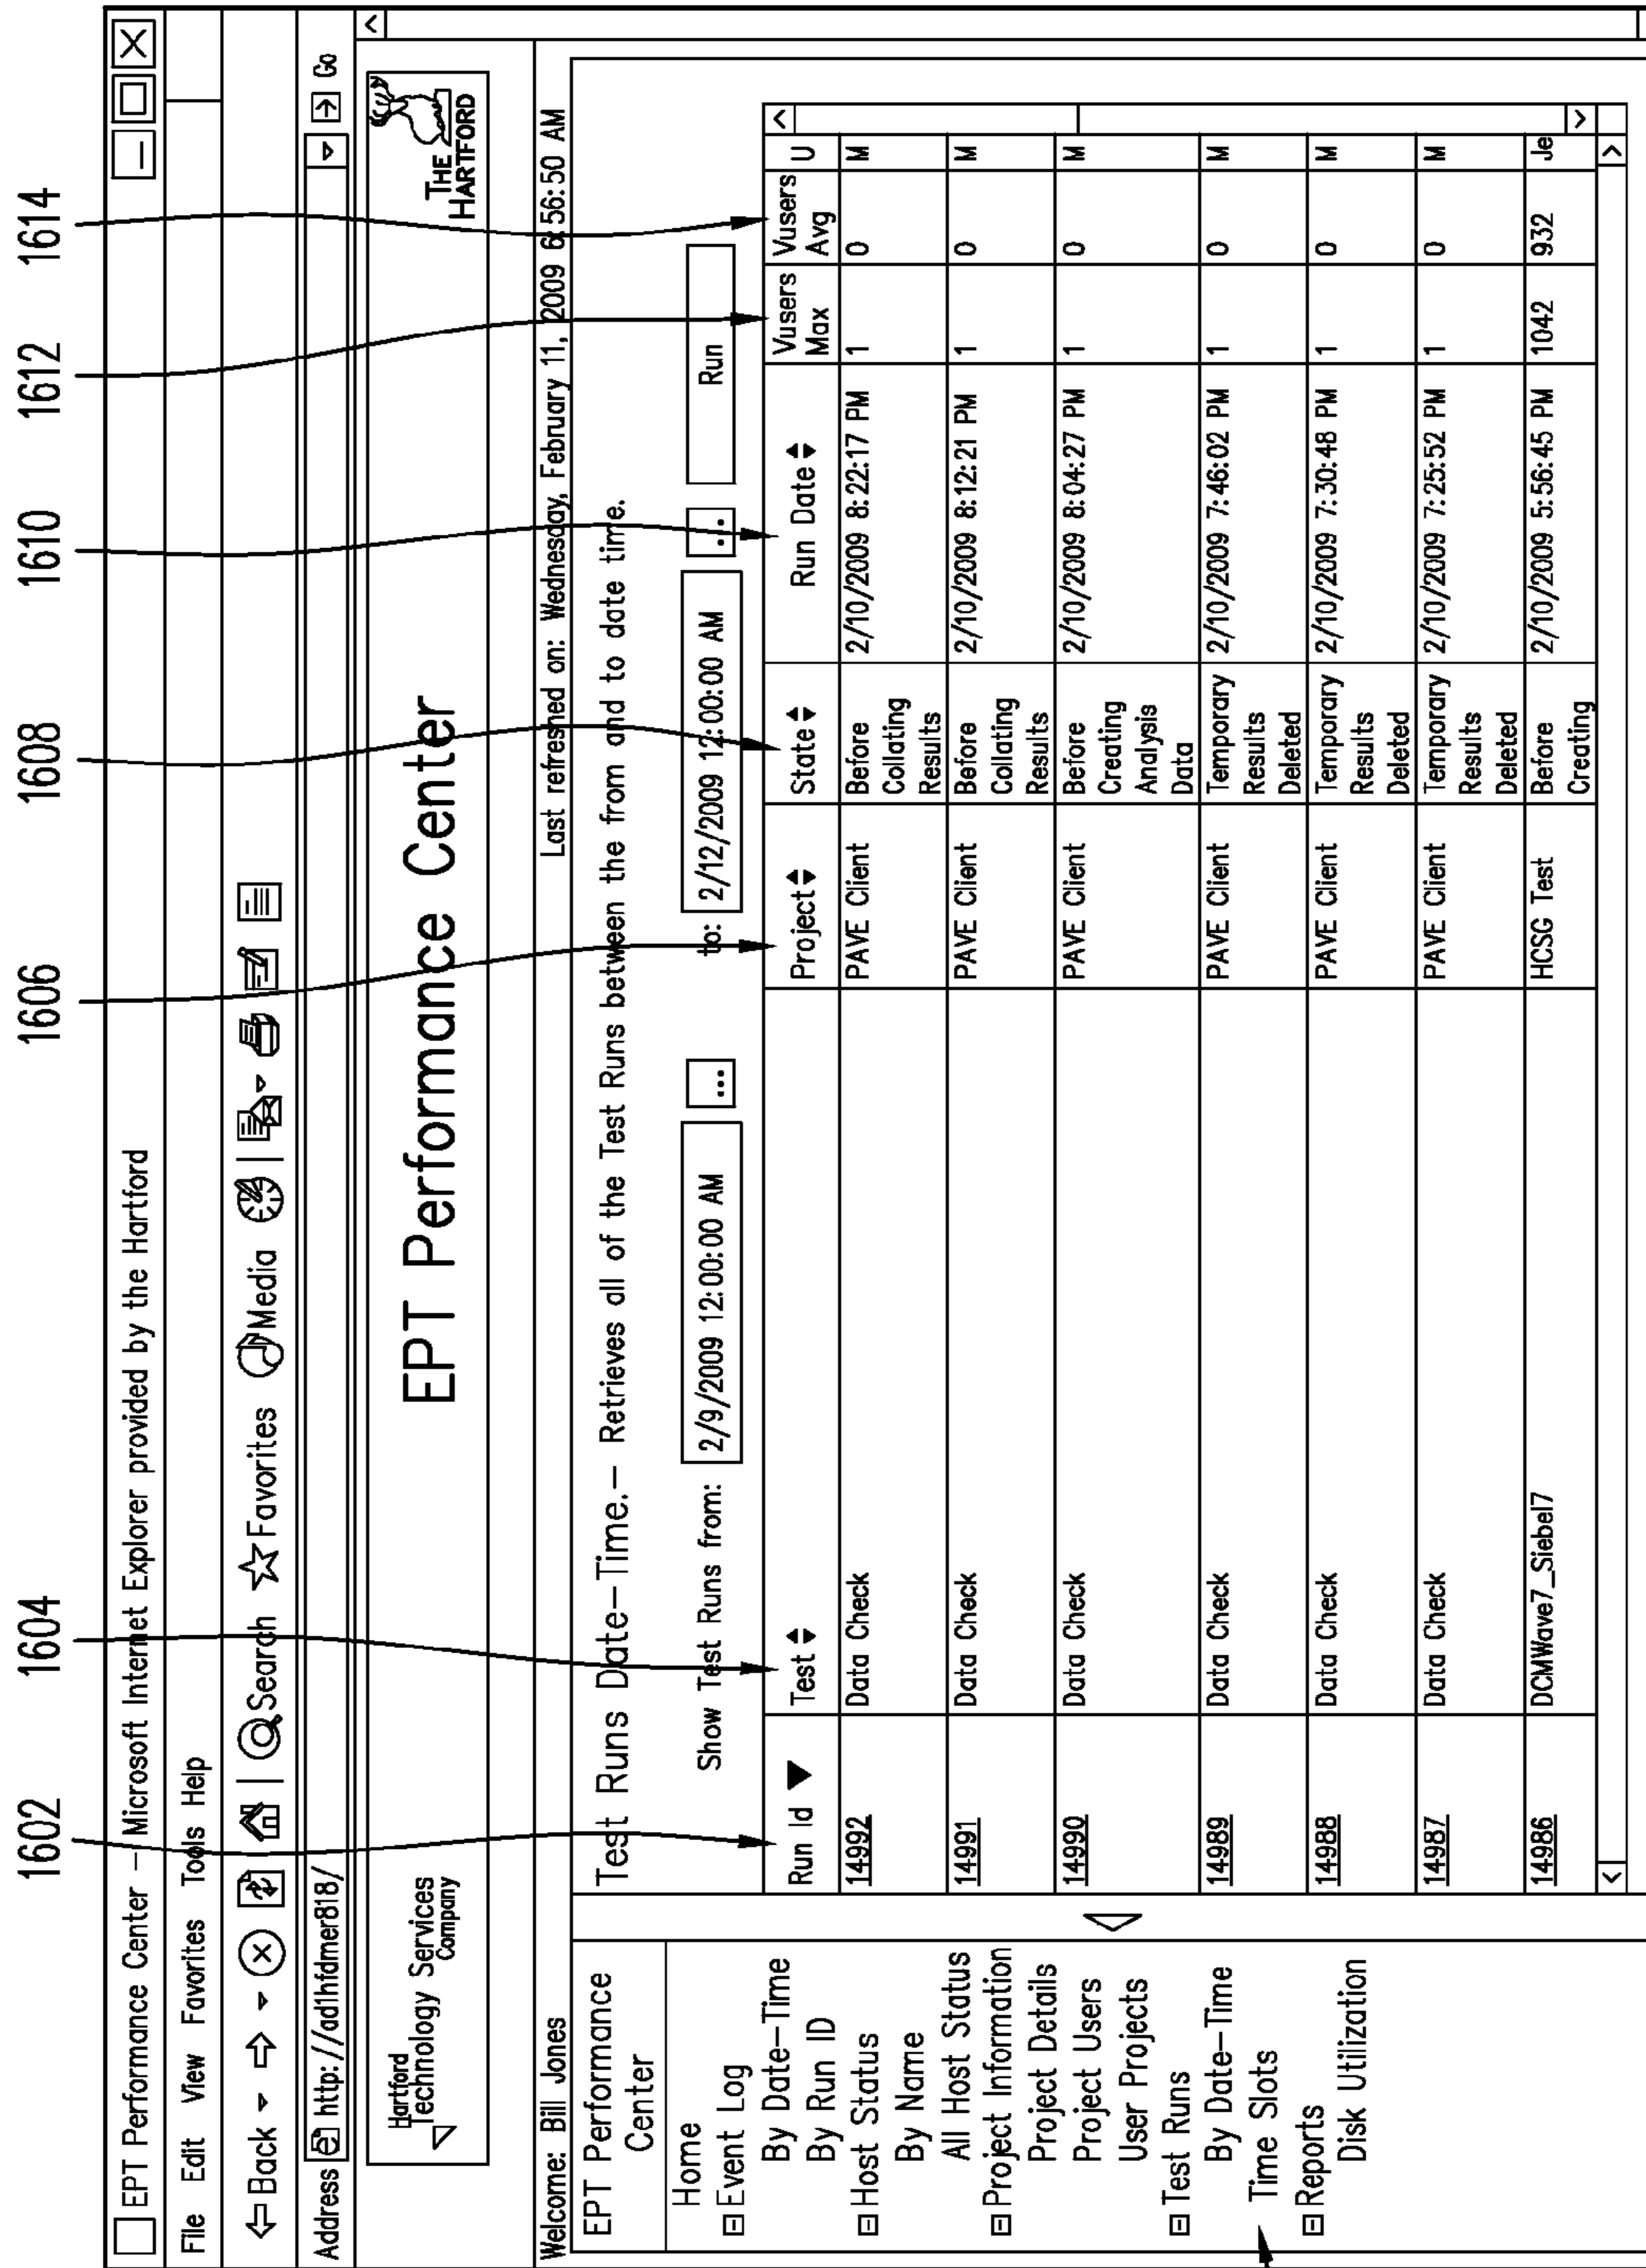 1602 1604 1606 1608 1610 1612 1614
EPT Performance Center – Microsoft Internet Explorer provided by the Hartford
File Edit View Favorites Tools Help
Back Search Favorites Media
Address http://ad1hfdmer818/ Go
Hartford
Technology Services
Company
EPT Performance Center
THE
HARTFORD
Welcome: Bill Jones
Last refreshed on: Wednesday, February 11, 2009 6:56:50 AM
EPT Performance
Center
Home
Event Log
By Date–Time
By Run ID
Host Status
By Name
All Host Status
Project Information
Project Details
Project Users
User Projects
Test Runs
By Date–Time
Time Slots
Reports
Disk Utilization
Test Runs Date–Time.– Retrieves all of the Test Runs between the from and to date time.
Show Test Runs from: 2/9/2009 12:00:00 AM ... to: 2/12/2009 12:00:00 AM ... Run
Run Id Test Project State Run Date Vusers Max Vusers Avg U
14992 Data Check PAVE Client Before Collating Results 2/10/2009 8:22:17 PM 1 0 M
14991 Data Check PAVE Client Before Collating Results 2/10/2009 8:12:21 PM 1 0 M
14990 Data Check PAVE Client Before Creating Analysis Data 2/10/2009 8:04:27 PM 1 0 M
14989 Data Check PAVE Client Temporary Results Deleted 2/10/2009 7:46:02 PM 1 0 M
14988 Data Check PAVE Client Temporary Results Deleted 2/10/2009 7:30:48 PM 1 0 M
14987 Data Check PAVE Client Temporary Results Deleted 2/10/2009 7:25:52 PM 1 0 M
14986 DCMWave7_Siebel7 HCSG Test Before Creating 2/10/2009 5:56:45 PM 1042 932 Je